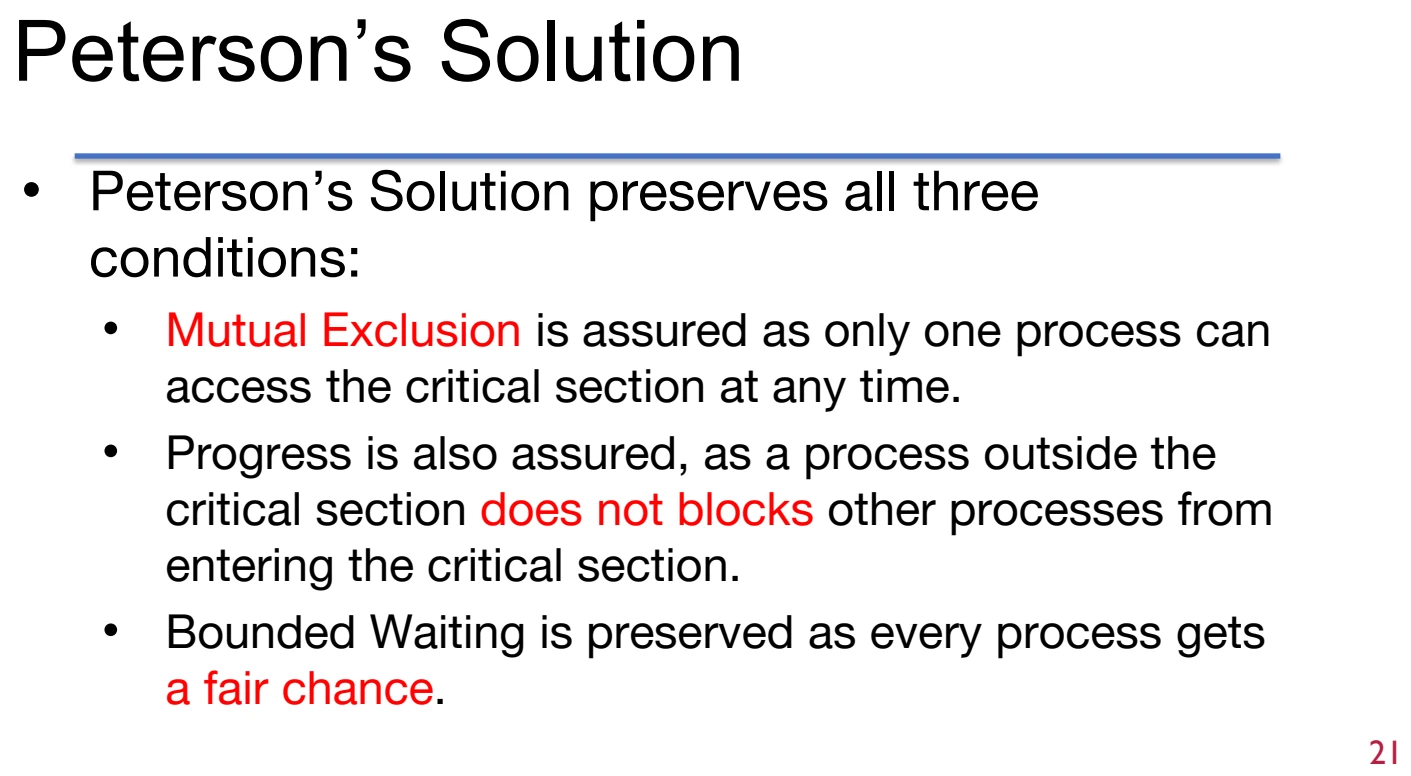 Peterson’s Solution
• Peterson’s Solution preserves all three
conditions:
• Mutual Exclusion is assured as only one process can
access the critical section at any time.
• Progress is also assured, as a process outside the
critical section does not blocks other processes from
entering the critical section.
• Bounded Waiting is preserved as every process gets
a fair chance.
21